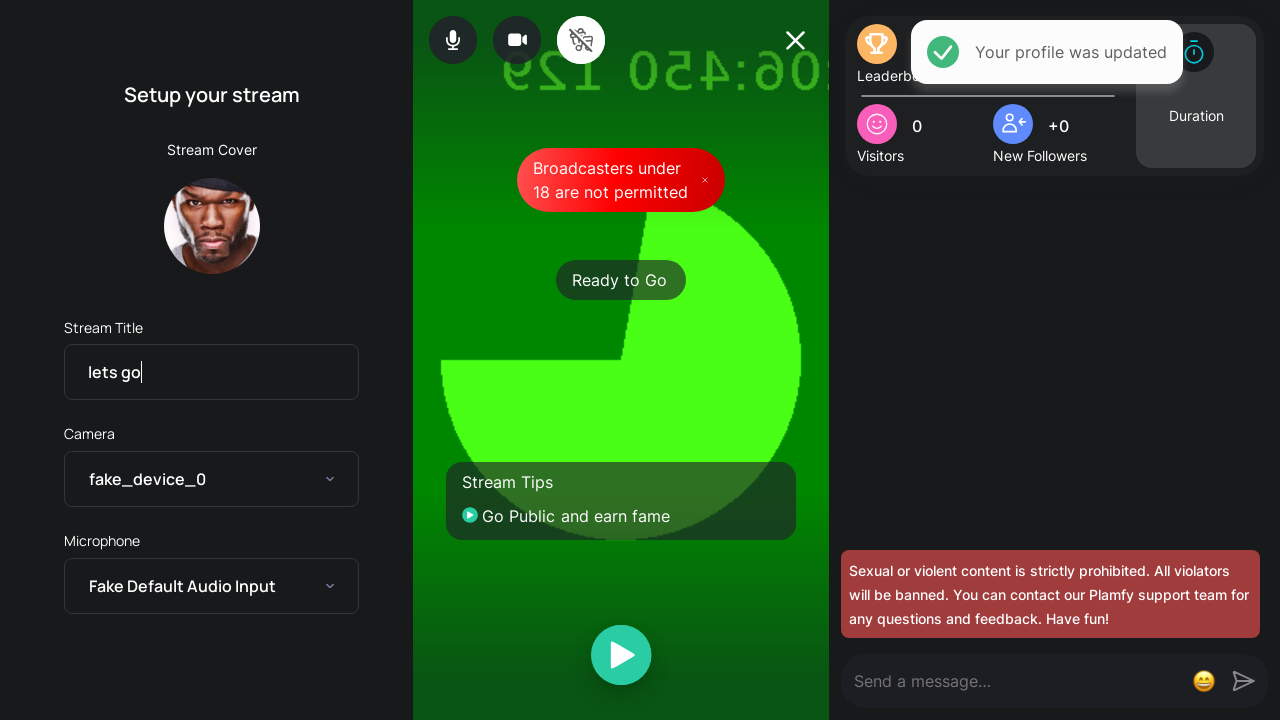 Setup your stream
Stream Cover
Stream Title
lets go
Camera
fake_device_0
Microphone
Fake Default Audio Input
:06:450 129
Broadcasters under
18 are not permitted
Ready to Go
Stream Tips
Go Public and earn fame
Your profile was updated
Duration
0
+0
Visitors
New Followers
Sexual or violent content is strictly prohibited. All violators
will be banned. You can contact our Plamfy support team for
any questions and feedback. Have fun!
Send a message...